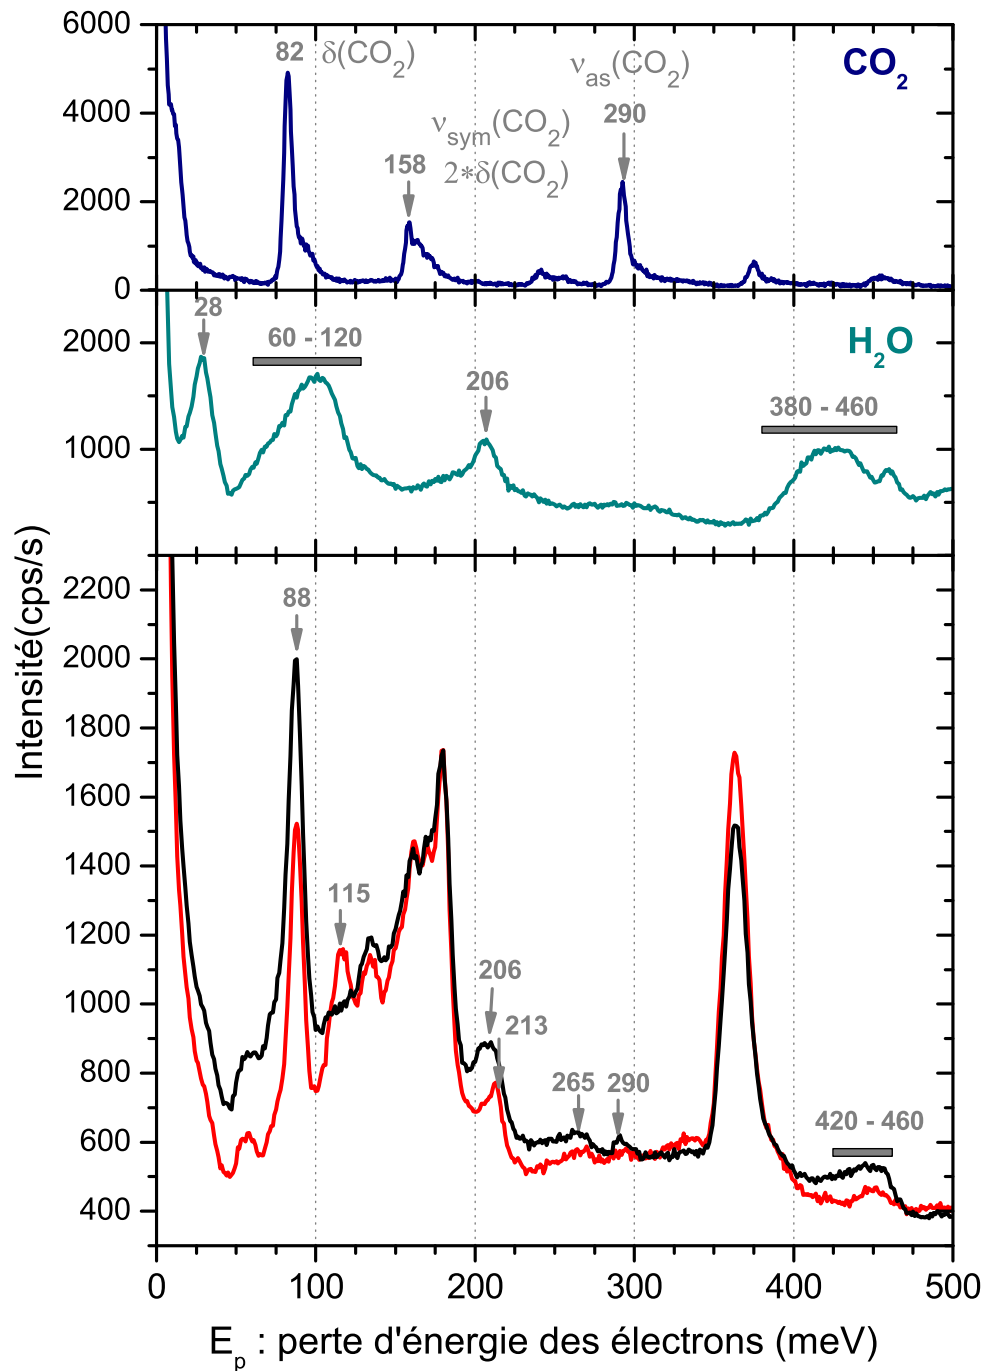 6000
4000
2000
0
82 δ(CO₂)
νsym(CO₂)
158 2*δ(CO₂)
νas(CO₂)
290
CO₂
2000
1000
28
60 - 120
206
380 - 460
H₂O
Intensité(cps/s)
2200
2000
1800
1600
1400
1200
1000
800
600
400
88
115
206
213
265 290
420 - 460
0 100 200 300 400 500
Eₚ : perte d'énergie des électrons (meV)